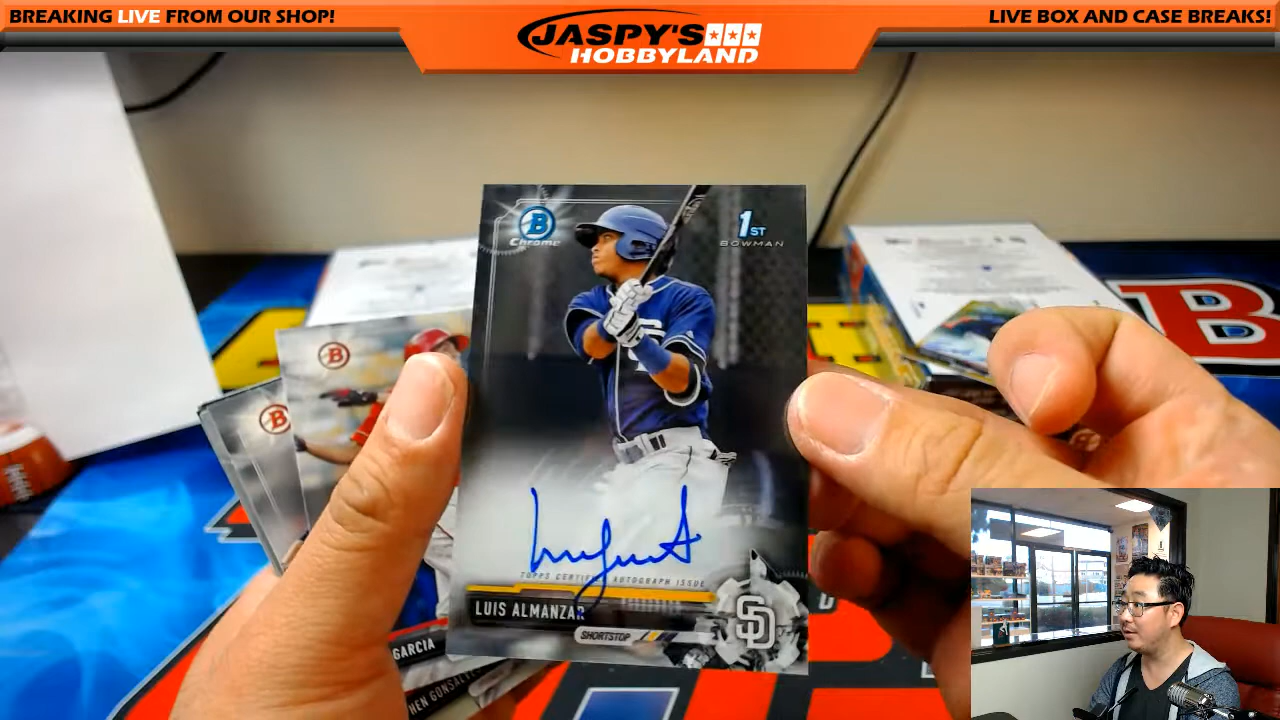 BREAKING LIVE FROM OUR SHOP!
JASPY'S
HOBBYLAND
LIVE BOX AND CASE BREAKS!
B
Chrome
1ST
BOWMAN
B
B
B
TOPPS CERTIFIED AUTOGRAPH ISSUE
LUIS ALMANZAR
SHORTSTOP
SD
GARCIA